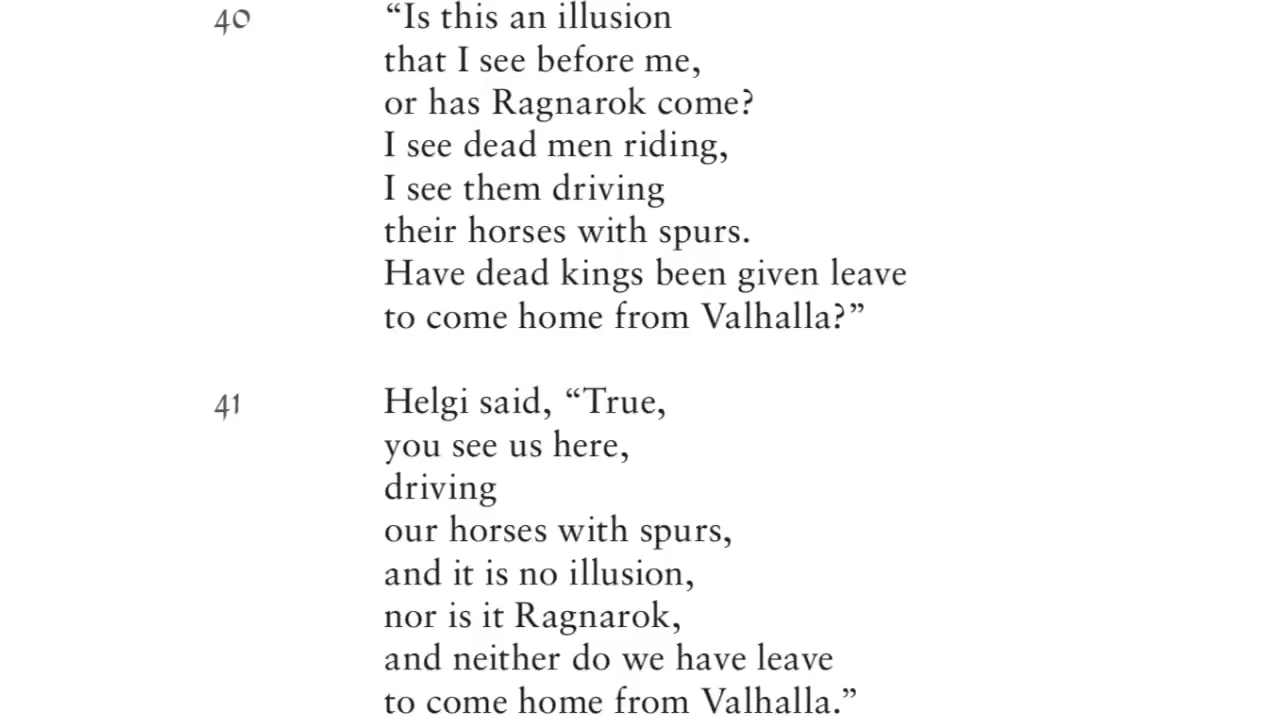 40 “Is this an illusion
that I see before me,
or has Ragnarok come?
I see dead men riding,
I see them driving
their horses with spurs.
Have dead kings been given leave
to come home from Valhalla?”
41 Helgi said, “True,
you see us here,
driving
our horses with spurs,
and it is no illusion,
nor is it Ragnarok,
and neither do we have leave
to come home from Valhalla.”